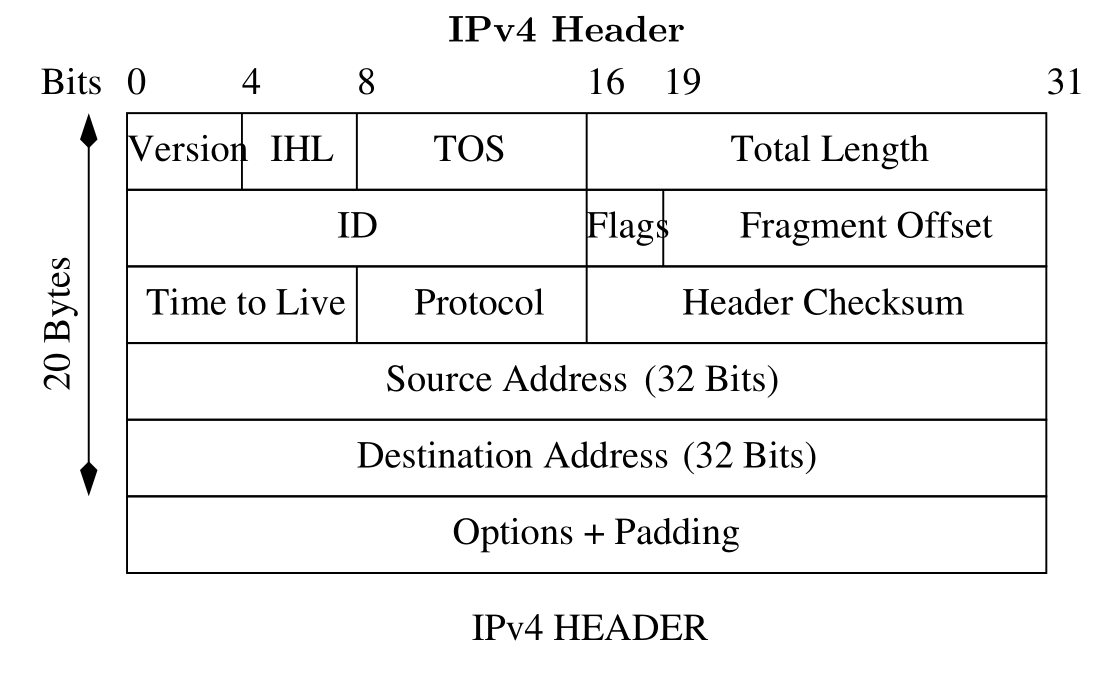 IPv4 Header
Bits 0 4 8 16 19 31
Version IHL TOS Total Length
ID Flags Fragment Offset
Time to Live Protocol Header Checksum
Source Address (32 Bits)
Destination Address (32 Bits)
Options + Padding
20 Bytes
IPv4 HEADER